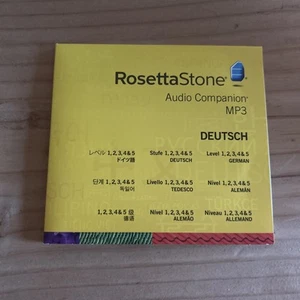 RosettaStone
Audio Companion®
MP3
DEUTSCH
レベル 1,2,3,4&5
ドイツ語
Stufe 1,2,3,4&5
DEUTSCH
Level 1,2,3,4&5
GERMAN
단계 1,2,3,4&5
독일어
Livello 1,2,3,4&5
TEDESCO
Nivel 1,2,3,4&5
ALEMÁN
1,2,3,4&5 级
德语
Nível 1,2,3,4&5
ALEMÃO
Niveau 1,2,3,4&5
ALLEMAND